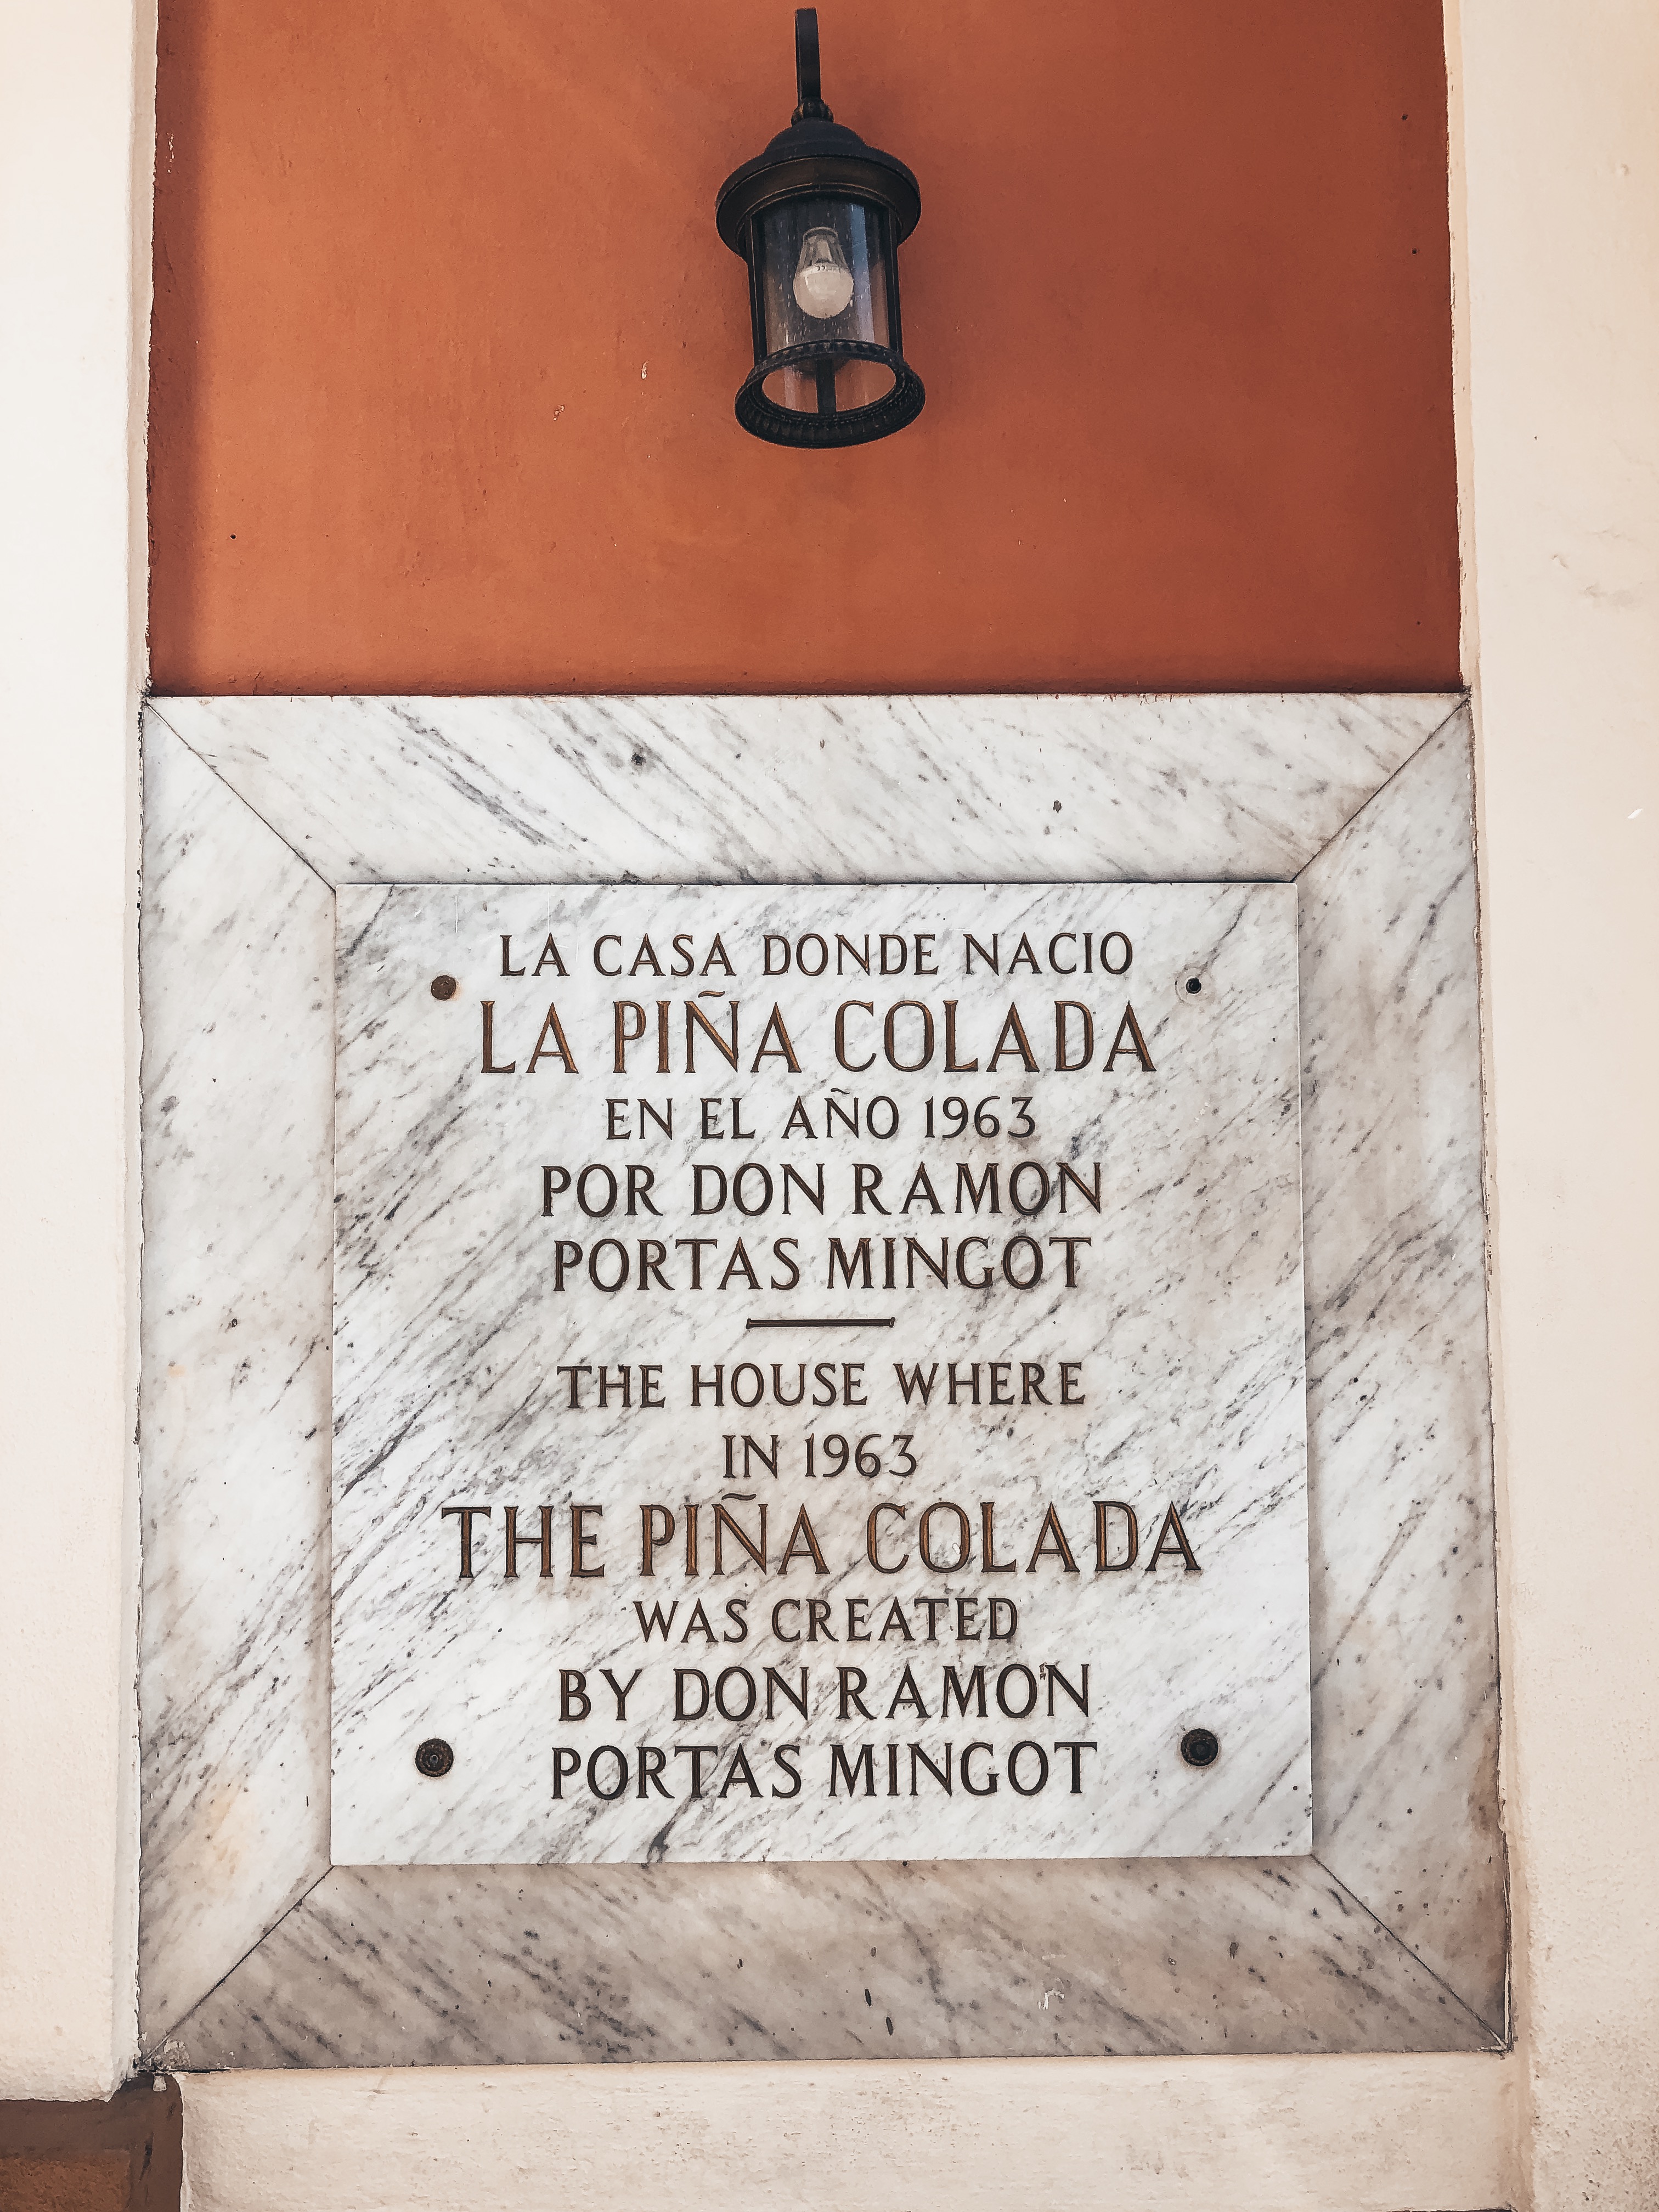 LA CASA DONDE NACIO
LA PIÑA COLADA
EN EL AÑO 1963
POR DON RAMON
PORTAS MINGOT
THE HOUSE WHERE
IN 1963
THE PIÑA COLADA
WAS CREATED
BY DON RAMON
PORTAS MINGOT